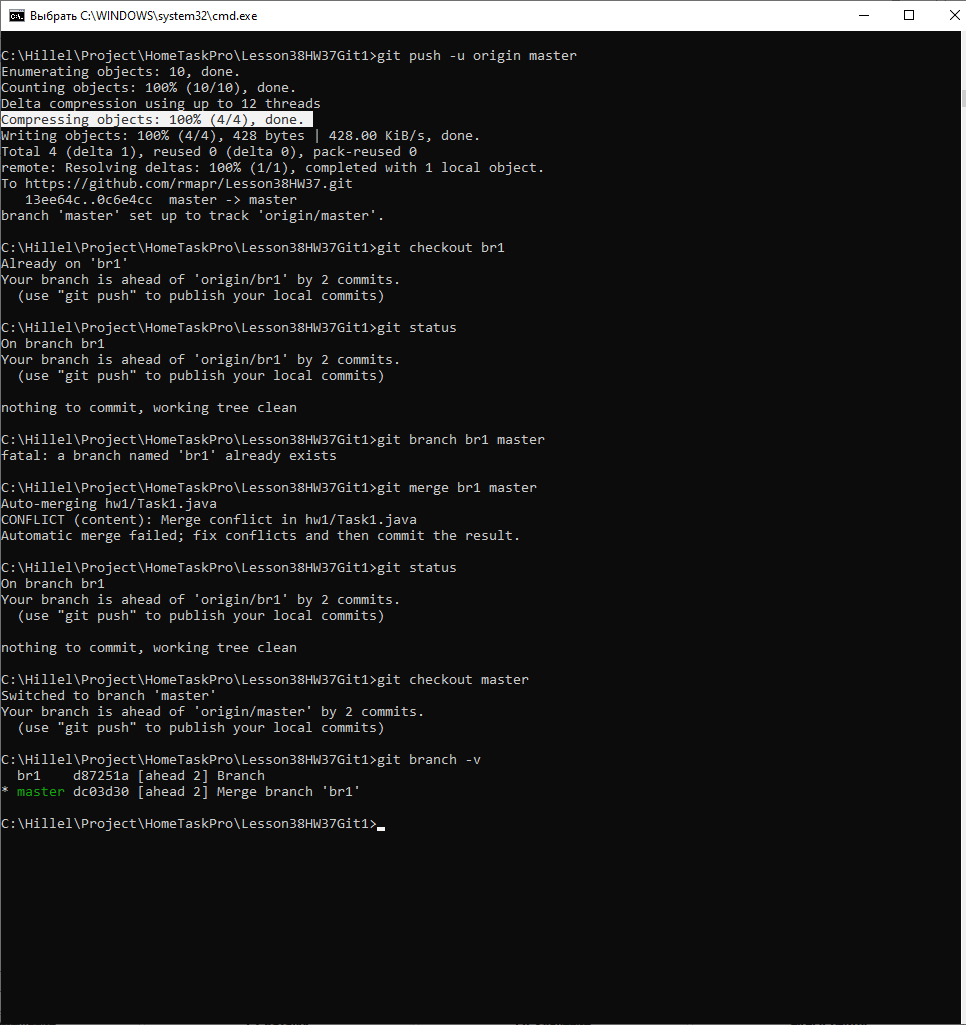 Выбрать C:\WINDOWS\system32\cmd.exe
C:\Hillel\Project\HomeTaskPro\Lesson38HW37Git1>git push -u origin master
Enumerating objects: 10, done.
Counting objects: 100% (10/10), done.
Delta compression using up to 12 threads
Compressing objects: 100% (4/4), done.
Writing objects: 100% (4/4), 428 bytes | 428.00 KiB/s, done.
Total 4 (delta 1), reused 0 (delta 0), pack-reused 0
remote: Resolving deltas: 100% (1/1), completed with 1 local object.
To https://github.com/rmapr/Lesson38HW37.git
   13ee64c..0c6e4cc  master -> master
branch 'master' set up to track 'origin/master'.
C:\Hillel\Project\HomeTaskPro\Lesson38HW37Git1>git checkout br1
Already on 'br1'
Your branch is ahead of 'origin/br1' by 2 commits.
  (use "git push" to publish your local commits)
C:\Hillel\Project\HomeTaskPro\Lesson38HW37Git1>git status
On branch br1
Your branch is ahead of 'origin/br1' by 2 commits.
  (use "git push" to publish your local commits)
nothing to commit, working tree clean
C:\Hillel\Project\HomeTaskPro\Lesson38HW37Git1>git branch br1 master
fatal: a branch named 'br1' already exists
C:\Hillel\Project\HomeTaskPro\Lesson38HW37Git1>git merge br1 master
Auto-merging hw1/Task1.java
CONFLICT (content): Merge conflict in hw1/Task1.java
Automatic merge failed; fix conflicts and then commit the result.
C:\Hillel\Project\HomeTaskPro\Lesson38HW37Git1>git status
On branch br1
Your branch is ahead of 'origin/br1' by 2 commits.
  (use "git push" to publish your local commits)
nothing to commit, working tree clean
C:\Hillel\Project\HomeTaskPro\Lesson38HW37Git1>git checkout master
Switched to branch 'master'
Your branch is ahead of 'origin/master' by 2 commits.
  (use "git push" to publish your local commits)
C:\Hillel\Project\HomeTaskPro\Lesson38HW37Git1>git branch -v
  br1    d87251a [ahead 2] Branch
* master dc03d30 [ahead 2] Merge branch 'br1'
C:\Hillel\Project\HomeTaskPro\Lesson38HW37Git1>